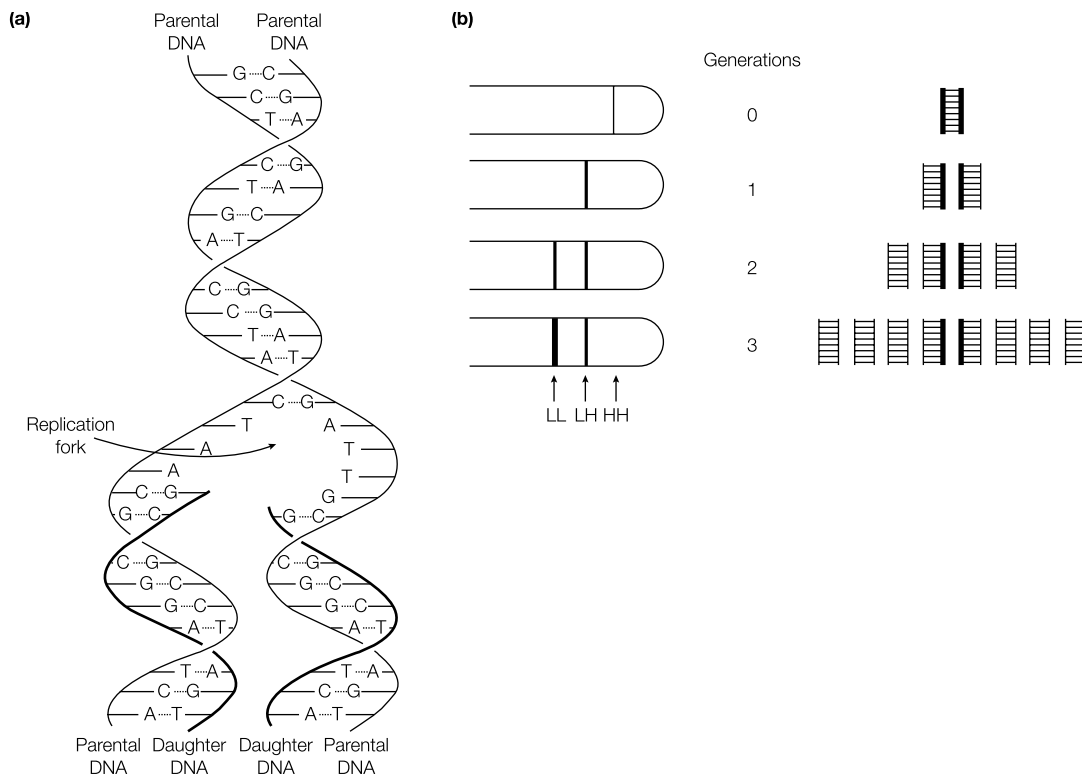 (a)
Parental DNA
Parental DNA
G C
C G
T A
C G
T A
G C
A T
C G
C G
T A
A T
C G
T A
A T
A T
C G G
G C G C
C G C G
G C G C
G C G C
A T A T
T A T A
C G C G
A T A T
Replication fork
Parental DNA
Daughter DNA
Daughter DNA
Parental DNA
(b)
Generations
0
1
2
3
LL LH HH